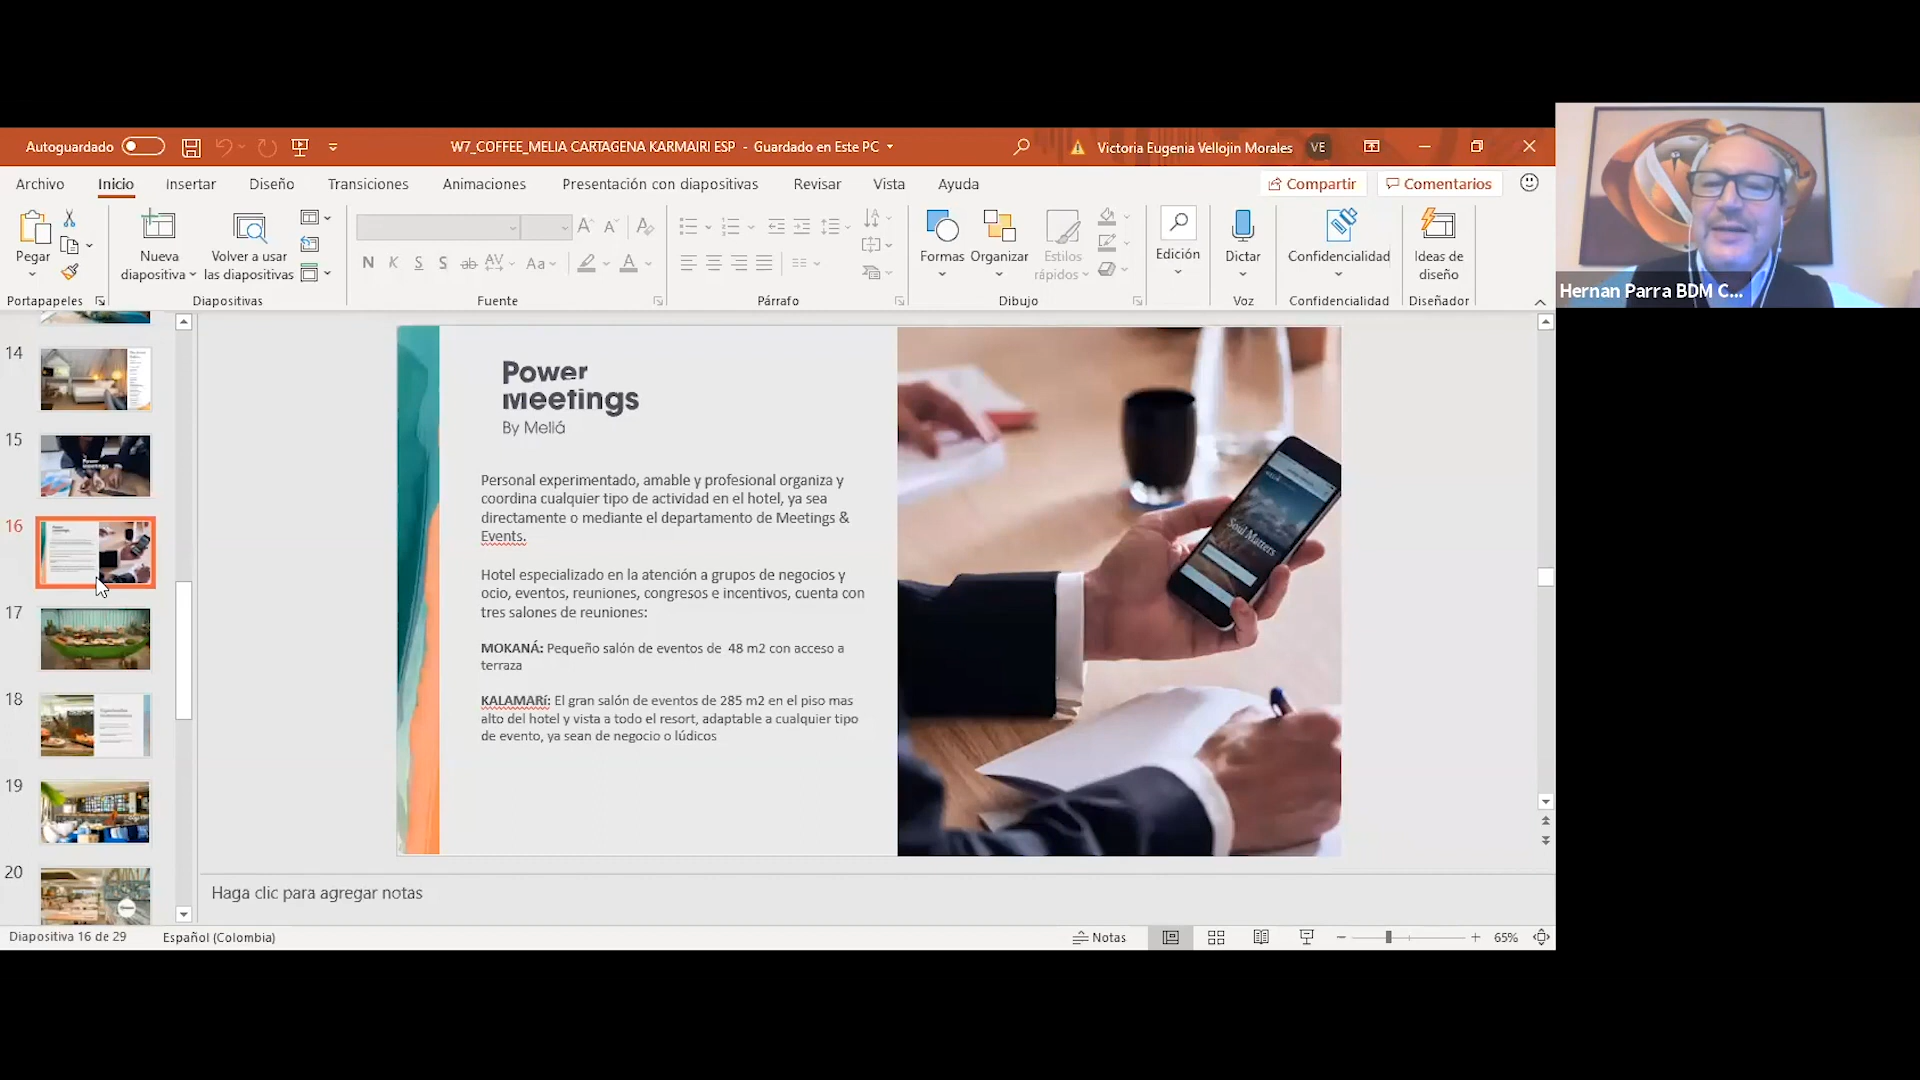 Autoguardado
W7_COFFEE_MELIA CARTAGENA KARMAIRI ESP - Guardado en Este PC
Victoria Eugenia Vellojin Morales VE
Archivo Inicio Insertar Diseño Transiciones Animaciones Presentación con diapositivas Revisar Vista Ayuda Compartir Comentarios
Pegar
Nueva
diapositiva
Volver a usar
las diapositivas
N K S S ab AV Aa A
Formas Organizar
Estilos
rápidos
Edición
Dictar
Confidencialidad
Ideas de
diseño
Portapapeles Diapositivas Fuente Párrafo Dibujo Voz Confidencialidad Diseñador
Hernan Parra BDM C...
14
15
16
17
18
19
20
Power
Meetings
By Meliá
Personal experimentado, amable y profesional organiza y
coordina cualquier tipo de actividad en el hotel, ya sea
directamente o mediante el departamento de Meetings &
Events.
Hotel especializado en la atención a grupos de negocios y
ocio, eventos, reuniones, congresos e incentivos, cuenta con
tres salones de reuniones:
MOKANÁ: Pequeño salón de eventos de 48 m2 con acceso a
terraza
KALAMARí: El gran salón de eventos de 285 m2 en el piso mas
alto del hotel y vista a todo el resort, adaptable a cualquier tipo
de evento, ya sean de negocio o lúdicos
Soul Matters
Haga clic para agregar notas
Diapositiva 16 de 29 Español (Colombia) Notas 65%